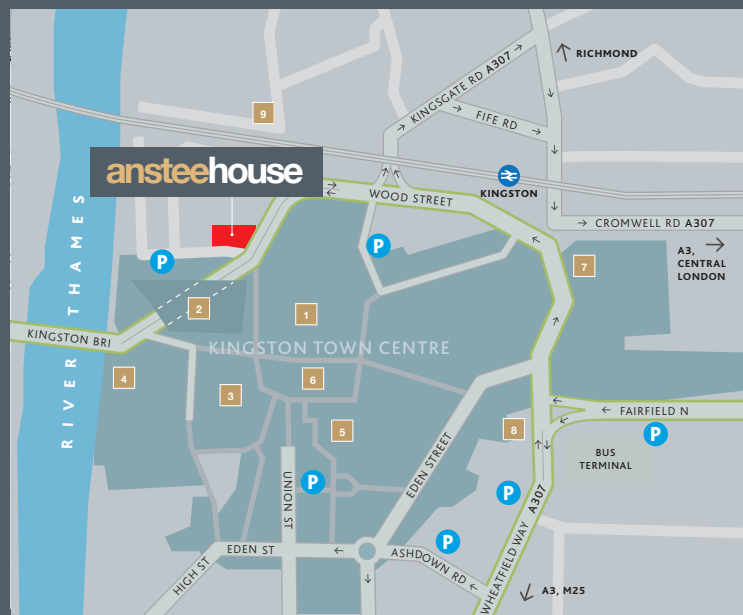 RICHMOND
KINGSGATE RD A307
FIFE RD
9
ansteehouse
KINGSTON
WOOD STREET
CROMWELL RD A307
A3,
CENTRAL
LONDON
P
P
7
2
1
KINGSTON BRI
KINGSTON TOWN CENTRE
RIVER THAMES
4
3
6
5
8
FAIRFIELD N
P
BUS
TERMINAL
EDEN STREET
UNION ST
P
P
WHEATFIELD WAY A307
P
EDEN ST
ASHDOWN RD
HIGH ST
A3, M25